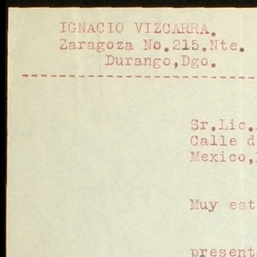 IGNACIO VIZCARRA.
Zaragoza No.215.Nte.
Durango,Dgo.
Sr.Lic.
Calle d
Mexico,
Muy est
present